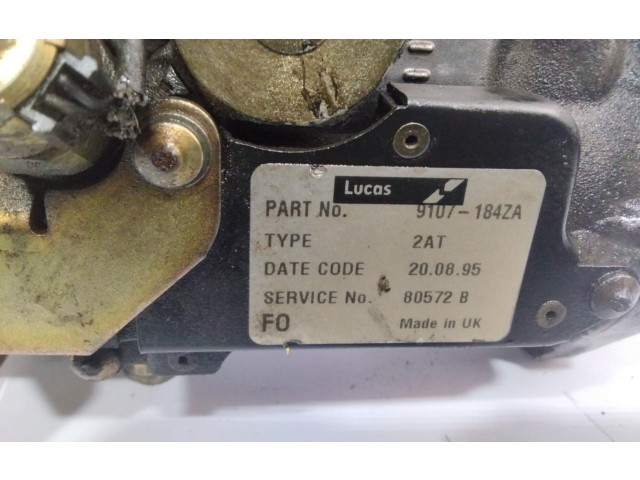 Lucas
PART No. 9107-184ZA
TYPE 2AT
DATE CODE 20.08.95
SERVICE No. 80572 B
FO Made in UK